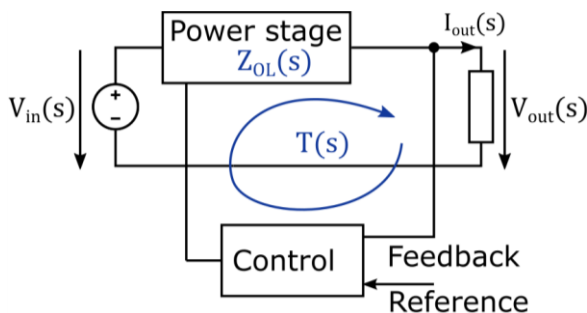 Power stage
Z_OL(s)
I_out(s)
+
-
V_in(s)
V_out(s)
T(s)
Control
Feedback
Reference